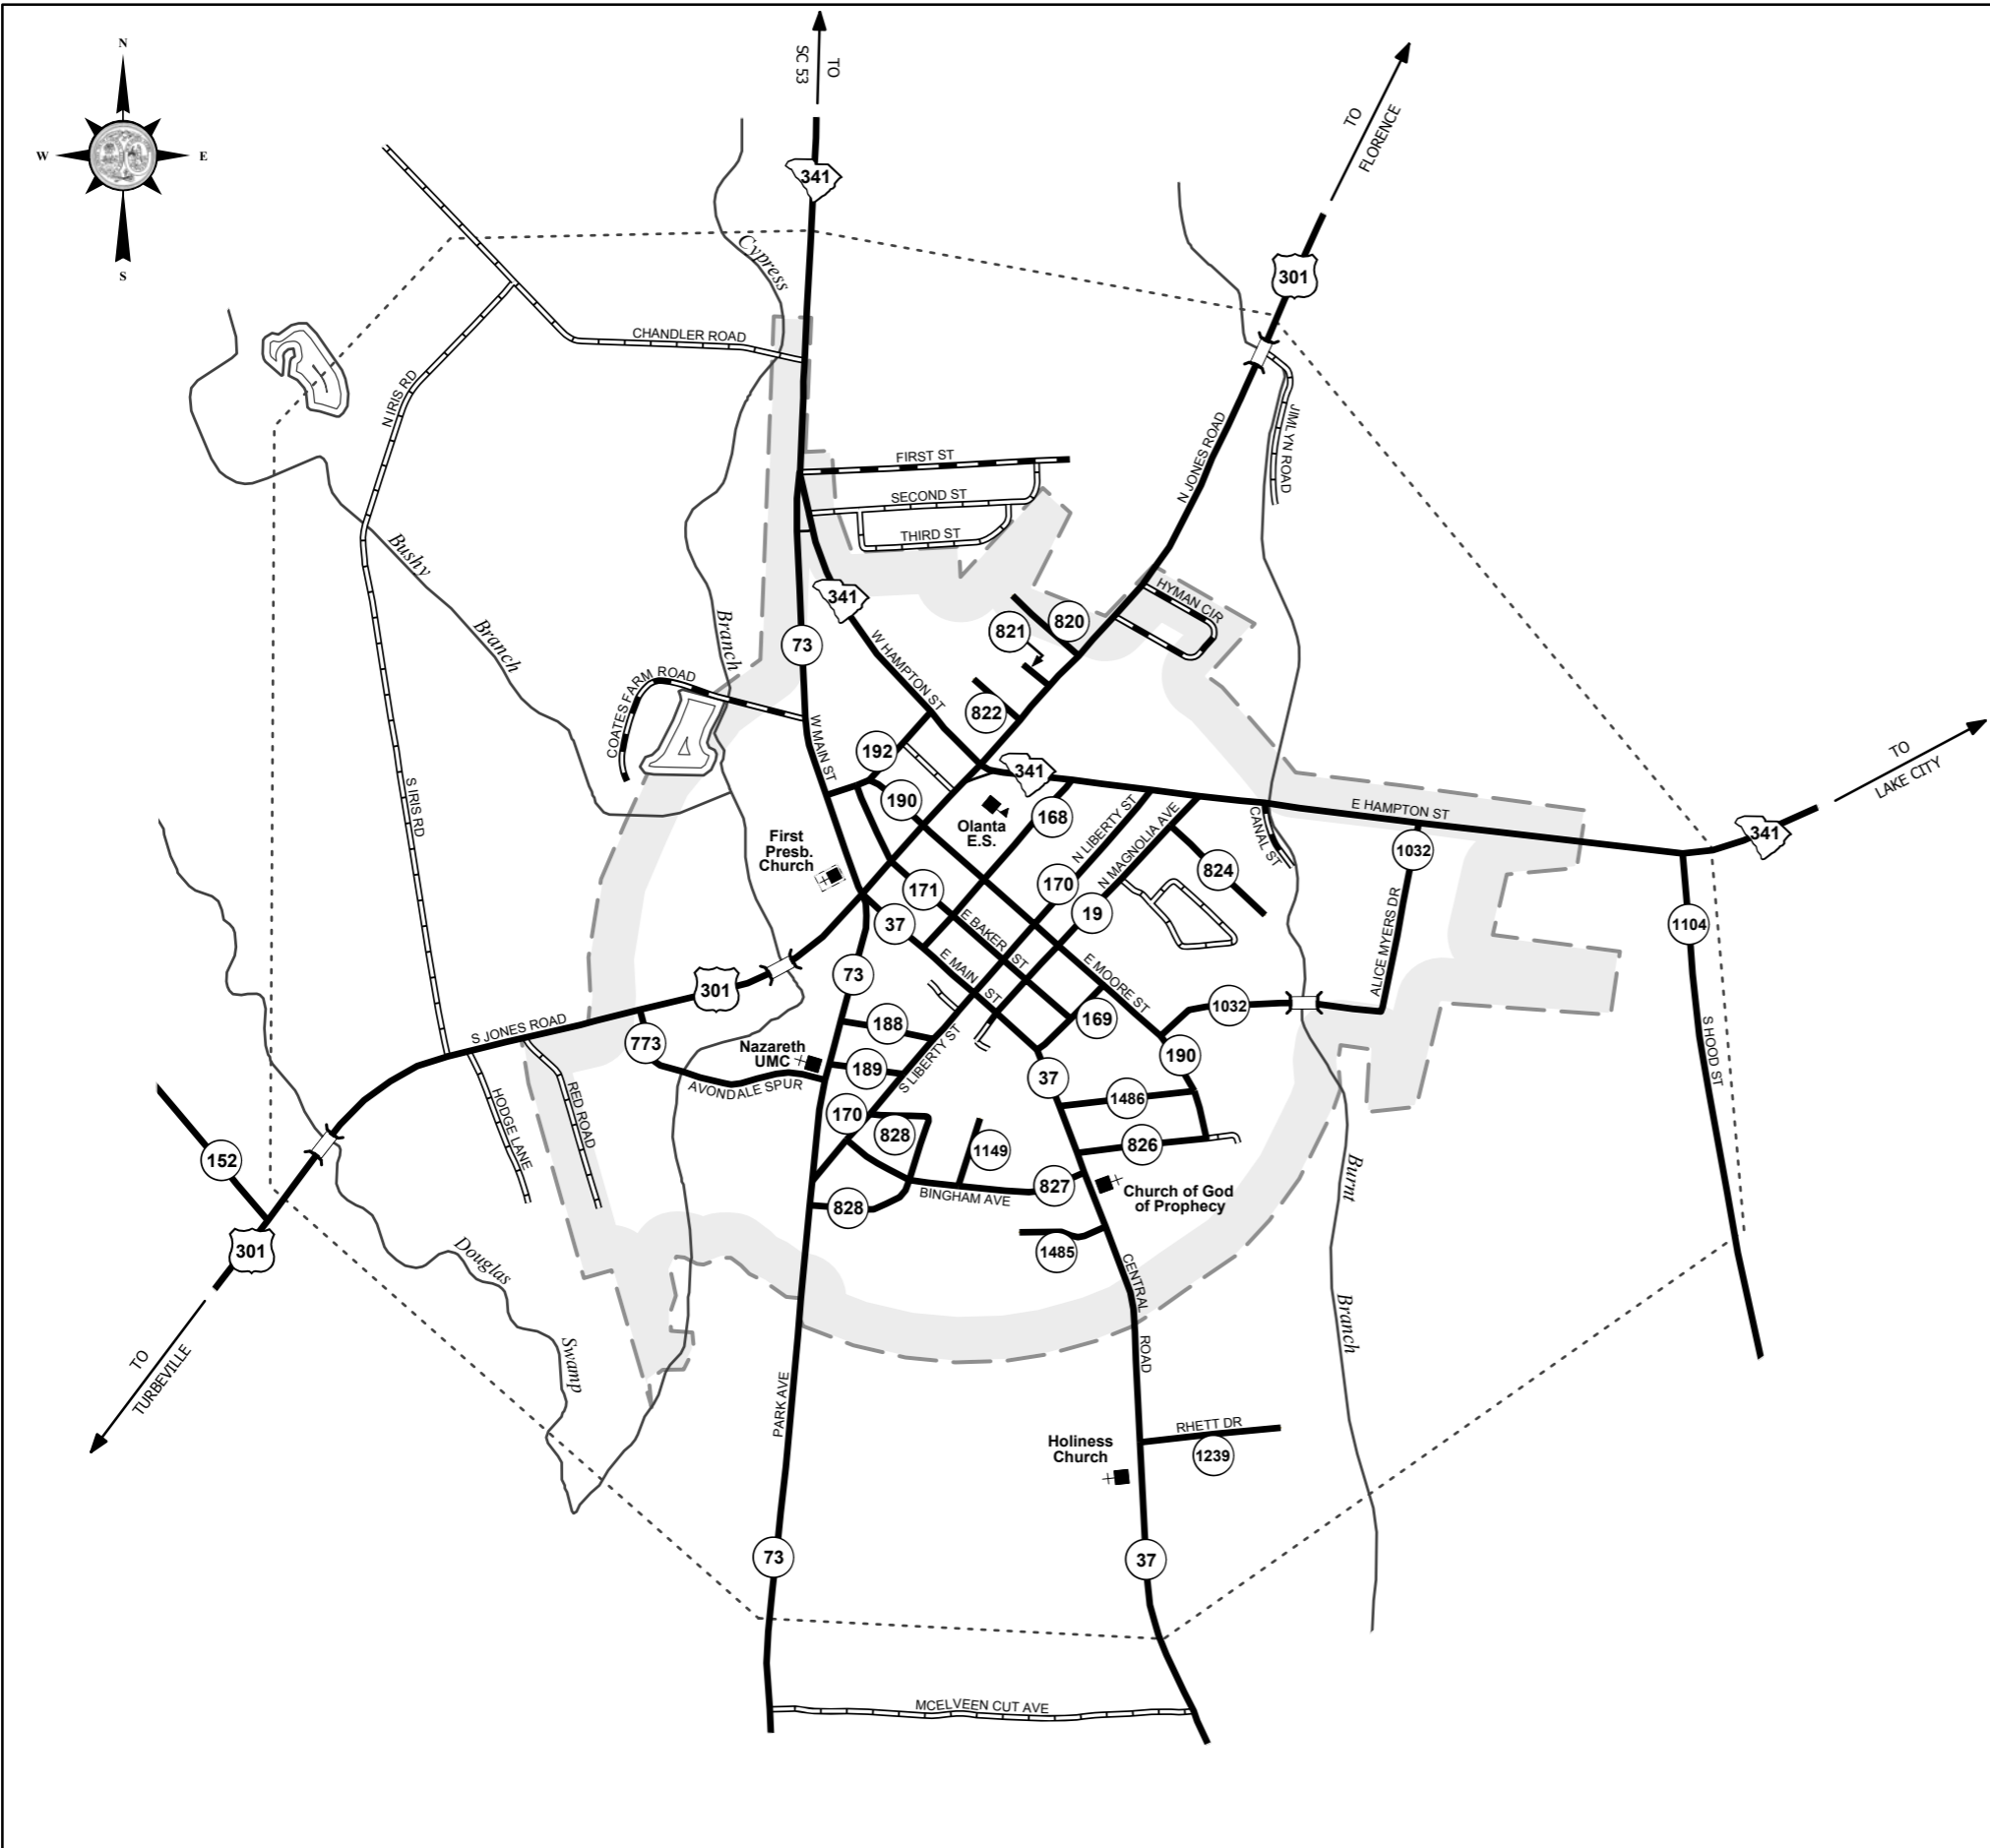 N
W
E
S
TO
SC 53
TO
FLORENCE
341
301
Cypress
CHANDLER ROAD
N IRIS RD
JIMLYN ROAD
N JONES ROAD
FIRST ST
SECOND ST
THIRD ST
Bushy
Branch
Branch
HYMAN CIR
341
820
821
73
W HAMPTON ST
COATES FARM ROAD
822
W MAIN ST
192
341
TO
LAKE CITY
S IRIS RD
190
168
Olanta
E.S.
N LIBERTY ST
N MAGNOLIA AVE
CANAL ST
E HAMPTON ST
341
1032
First
Presb.
Church
824
171
170
19
37
E BAKER ST
ALICE MYERS DR
1104
E MAIN ST
E MOORE ST
73
301
1032
169
S JONES ROAD
188
773
Nazareth
UMC
189
190
S HOOD ST
AVONDALE SPUR
S LIBERTY ST
37
HODGE LANE
RED ROAD
1486
170
828
1149
826
152
BINGHAM AVE
827
Church of God
of Prophecy
Burnt
828
301
1485
Douglas
CENTRAL
ROAD
Branch
Swamp
TO
TURBEVILLE
PARK AVE
RHETT DR
1239
Holiness
Church
73
37
MCELVEEN CUT AVE